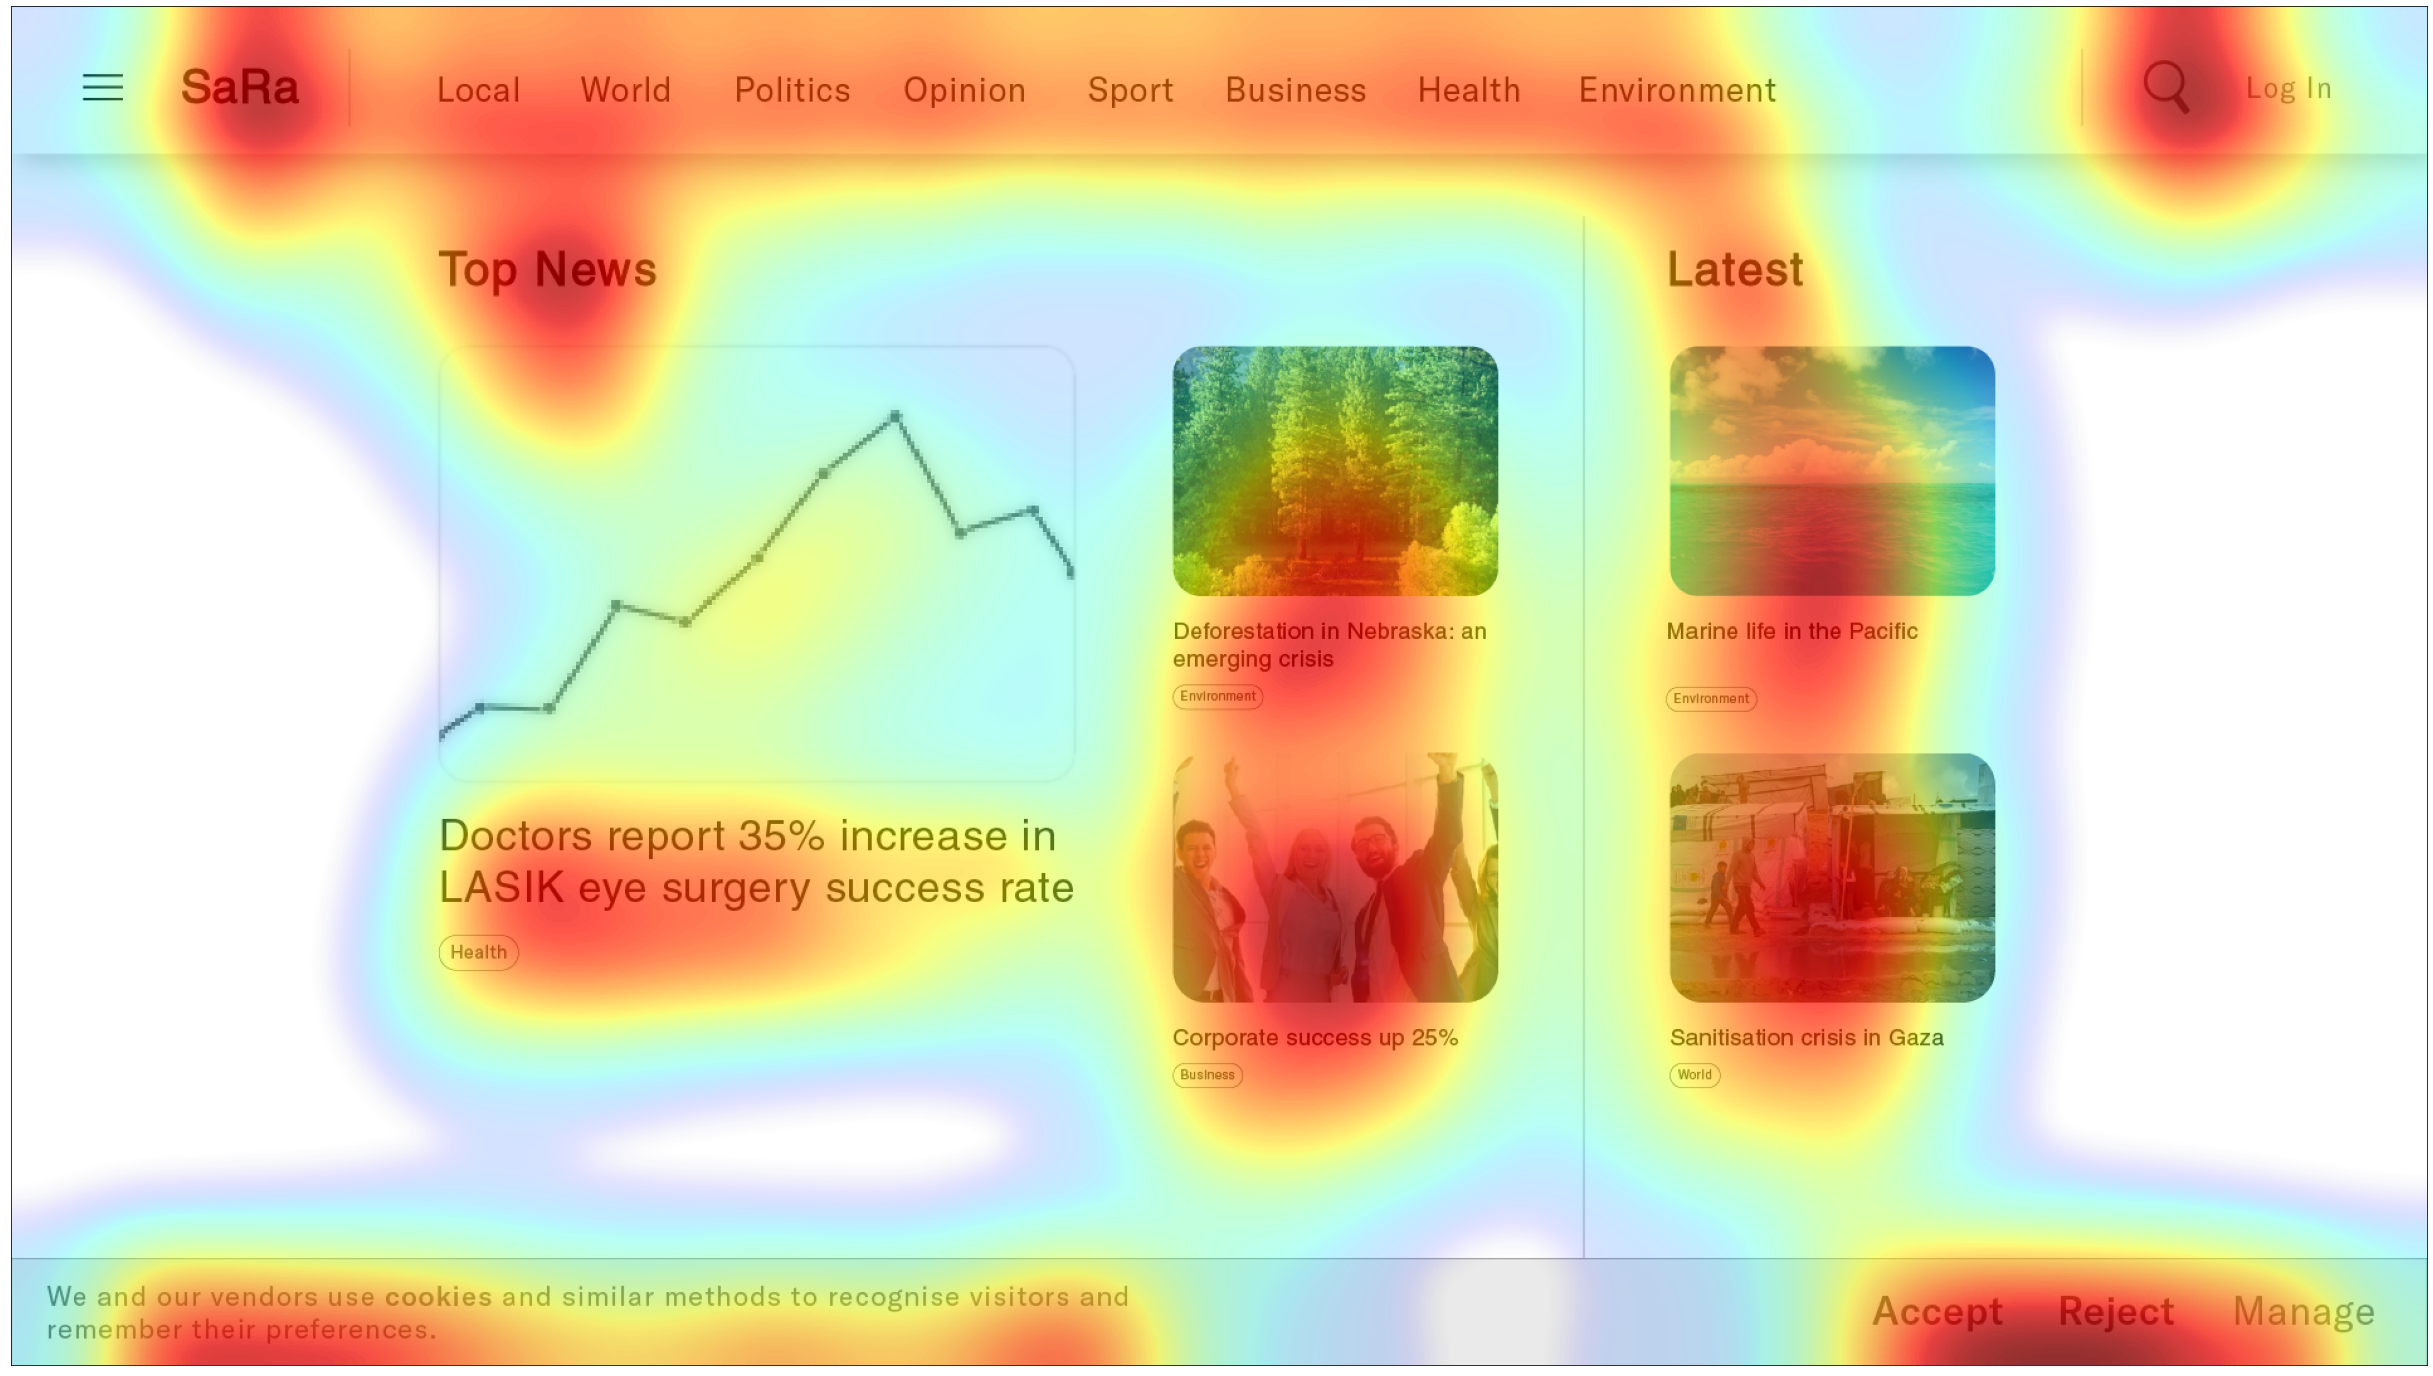 SaRa
Local World Politics Opinion Sport Business Health Environment
Log In
Top News
Doctors report 35% increase in
LASIK eye surgery success rate
Health
Deforestation in Nebraska: an
emerging crisis
Environment
Corporate success up 25%
Business
Latest
Marine life in the Pacific
Environment
Sanitisation crisis in Gaza
World
We and our vendors use cookies and similar methods to recognise visitors and
remember their preferences.
Accept Reject Manage